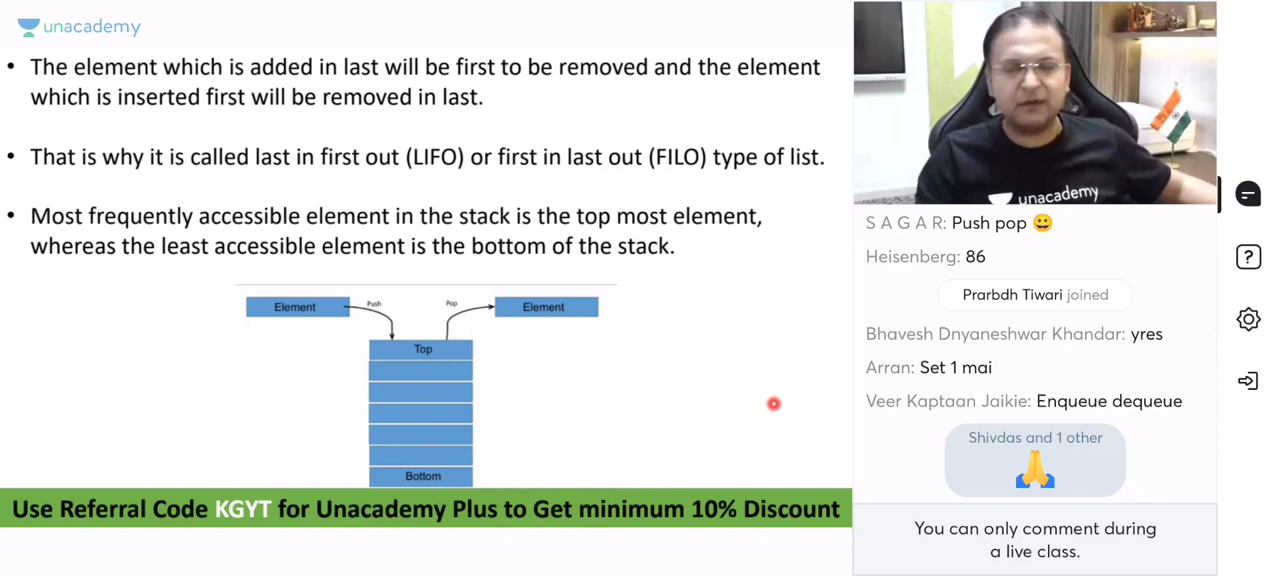 unacademy
• The element which is added in last will be first to be removed and the element
which is inserted first will be removed in last.
• That is why it is called last in first out (LIFO) or first in last out (FILO) type of list.
• Most frequently accessible element in the stack is the top most element,
whereas the least accessible element is the bottom of the stack.
Element
Push
Pop
Element
Top
Bottom
Use Referral Code KGYT for Unacademy Plus to Get minimum 10% Discount
unacademy
S A G A R: Push pop 😀
Heisenberg: 86
Prarbdh Tiwari joined
Bhavesh Dnyaneshwar Khandar: yres
Arran: Set 1 mai
Veer Kaptaan Jaikie: Enqueue dequeue
Shivdas and 1 other
🙏
You can only comment during
a live class.
?